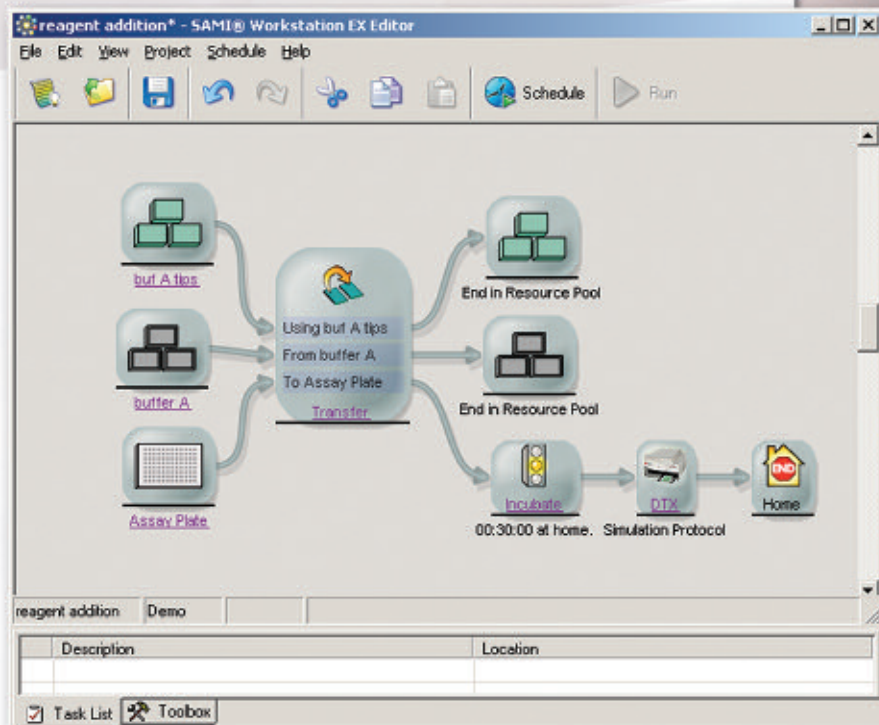 reagent addition* - SAMI® Workstation EX Editor
File Edit View Project Schedule Help
Schedule Run
buf A tips
End in Resource Pool
Using buf A tips
From buffer A
To Assay Plate
Transfer
buffer A
End in Resource Pool
Assay Plate
Incubate DTX END Home
00:30:00 at home. Simulation Protocol
reagent addition Demo
Description Location
Task List Toolbox